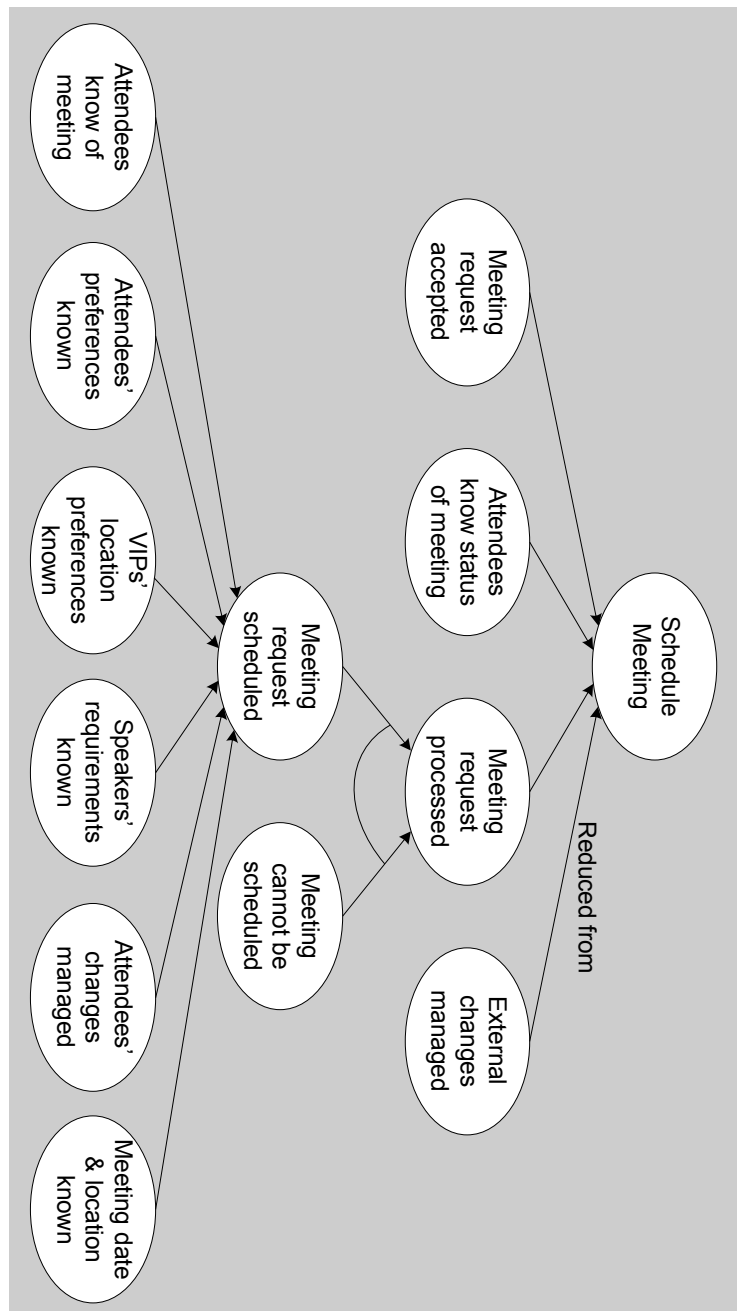 Schedule
Meeting
Reduced from
Meeting
request
accepted
Attendees
know status
of meeting
Meeting
request
processed
External
changes
managed
Meeting
request
scheduled
Meeting
cannot be
scheduled
Attendees
know of
meeting
Attendees’
preferences
known
VIPs’
location
preferences
known
Speakers’
requirements
known
Attendees’
changes
managed
Meeting date
& location
known